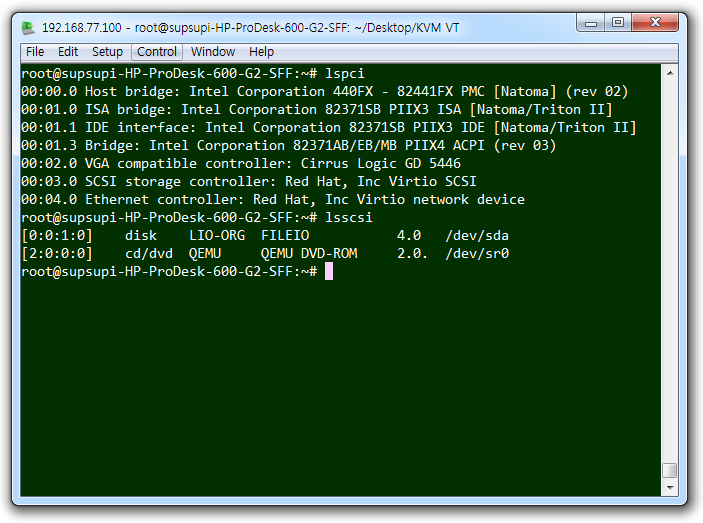 192.168.77.100 - root@supsupi-HP-ProDesk-600-G2-SFF: ~/Desktop/KVM VT
File Edit Setup Control Window Help
root@supsupi-HP-ProDesk-600-G2-SFF:~# lspci
00:00.0 Host bridge: Intel Corporation 440FX - 82441FX PMC [Natoma] (rev 02)
00:01.0 ISA bridge: Intel Corporation 82371SB PIIX3 ISA [Natoma/Triton II]
00:01.1 IDE interface: Intel Corporation 82371SB PIIX3 IDE [Natoma/Triton II]
00:01.3 Bridge: Intel Corporation 82371AB/EB/MB PIIX4 ACPI (rev 03)
00:02.0 VGA compatible controller: Cirrus Logic GD 5446
00:03.0 SCSI storage controller: Red Hat, Inc Virtio SCSI
00:04.0 Ethernet controller: Red Hat, Inc Virtio network device
root@supsupi-HP-ProDesk-600-G2-SFF:~# lsscsi
[0:0:1:0]    disk    LIO-ORG  FILEIO           4.0   /dev/sda
[2:0:0:0]    cd/dvd  QEMU     QEMU DVD-ROM     2.0.  /dev/sr0
root@supsupi-HP-ProDesk-600-G2-SFF:~#